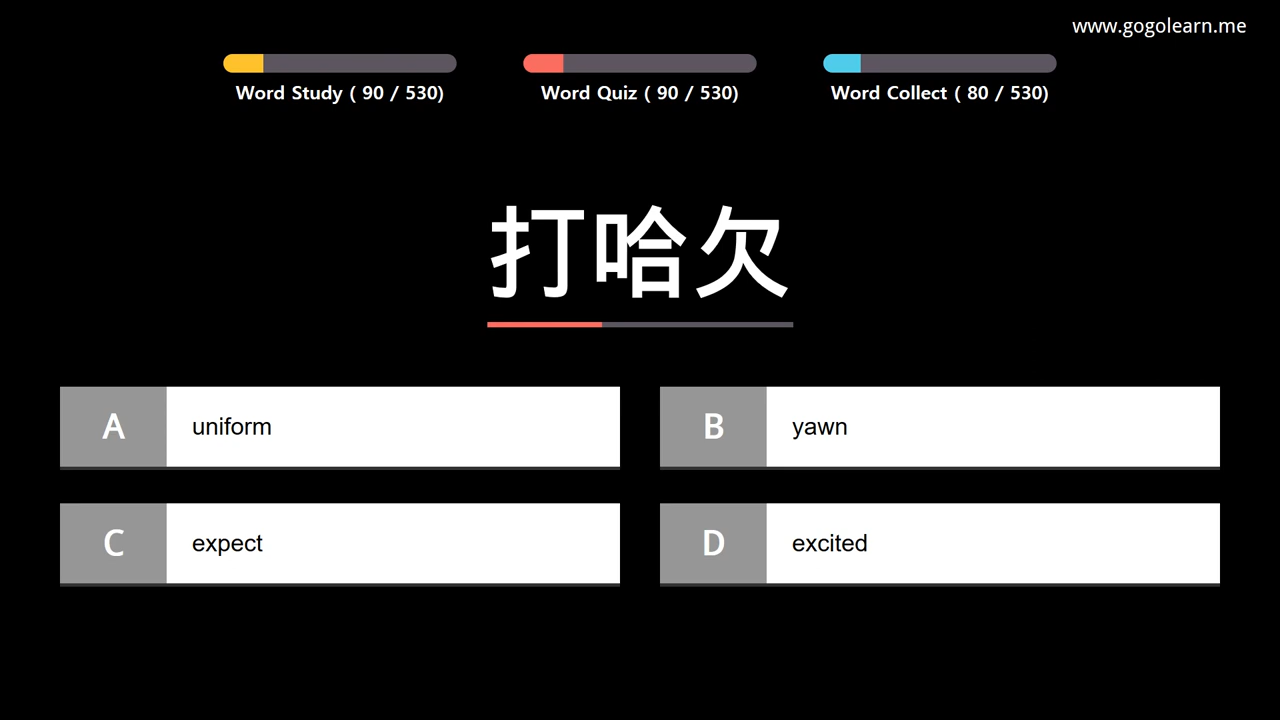 www.gogolearn.me
Word Study ( 90 / 530)
Word Quiz ( 90 / 530)
Word Collect ( 80 / 530)
打哈欠
A uniform
B yawn
C expect
D excited